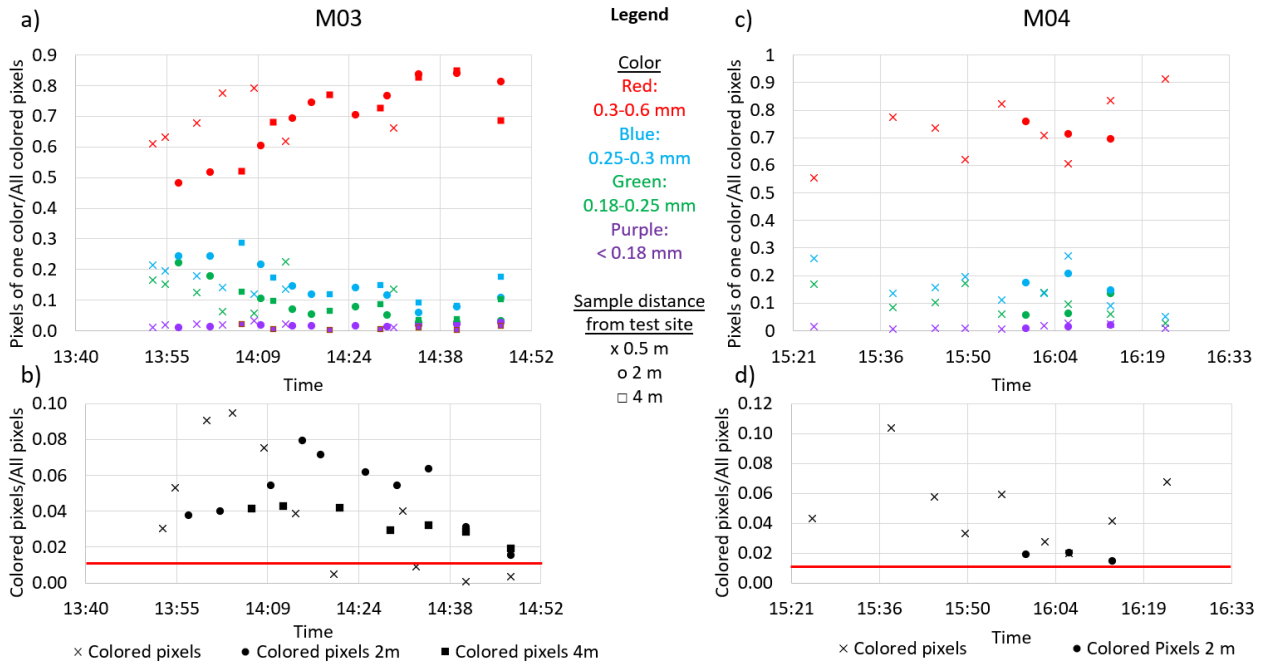 a)
M03
Pixels of one color/All colored pixels
0.9
0.8
0.7
0.6
0.5
0.4
0.3
0.2
0.1
0.0
13:40 13:55 14:09 14:24 14:38 14:52
Time
b)
Colored pixels/All pixels
0.10
0.08
0.06
0.04
0.02
0.00
13:40 13:55 14:09 14:24 14:38 14:52
Time
× Colored pixels ● Colored pixels 2m ■ Colored pixels 4m
Legend
Color
Red:
0.3-0.6 mm
Blue:
0.25-0.3 mm
Green:
0.18-0.25 mm
Purple:
< 0.18 mm
Sample distance
from test site
x 0.5 m
o 2 m
□ 4 m
c)
M04
Pixels of one color/All colored pixels
1
0.9
0.8
0.7
0.6
0.5
0.4
0.3
0.2
0.1
0
15:21 15:36 15:50 16:04 16:19 16:33
Time
d)
Colored pixels/All pixels
0.12
0.10
0.08
0.06
0.04
0.02
0.00
15:21 15:36 15:50 16:04 16:19 16:33
Time
× Colored pixels ● Colored Pixels 2 m